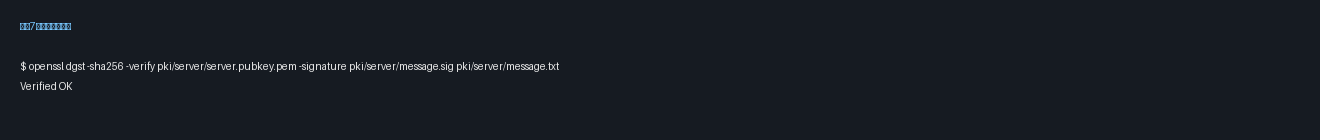 7
$ openssl dgst -sha256 -verify pki/server/server.pubkey.pem -signature pki/server/message.sig pki/server/message.txt
Verified OK